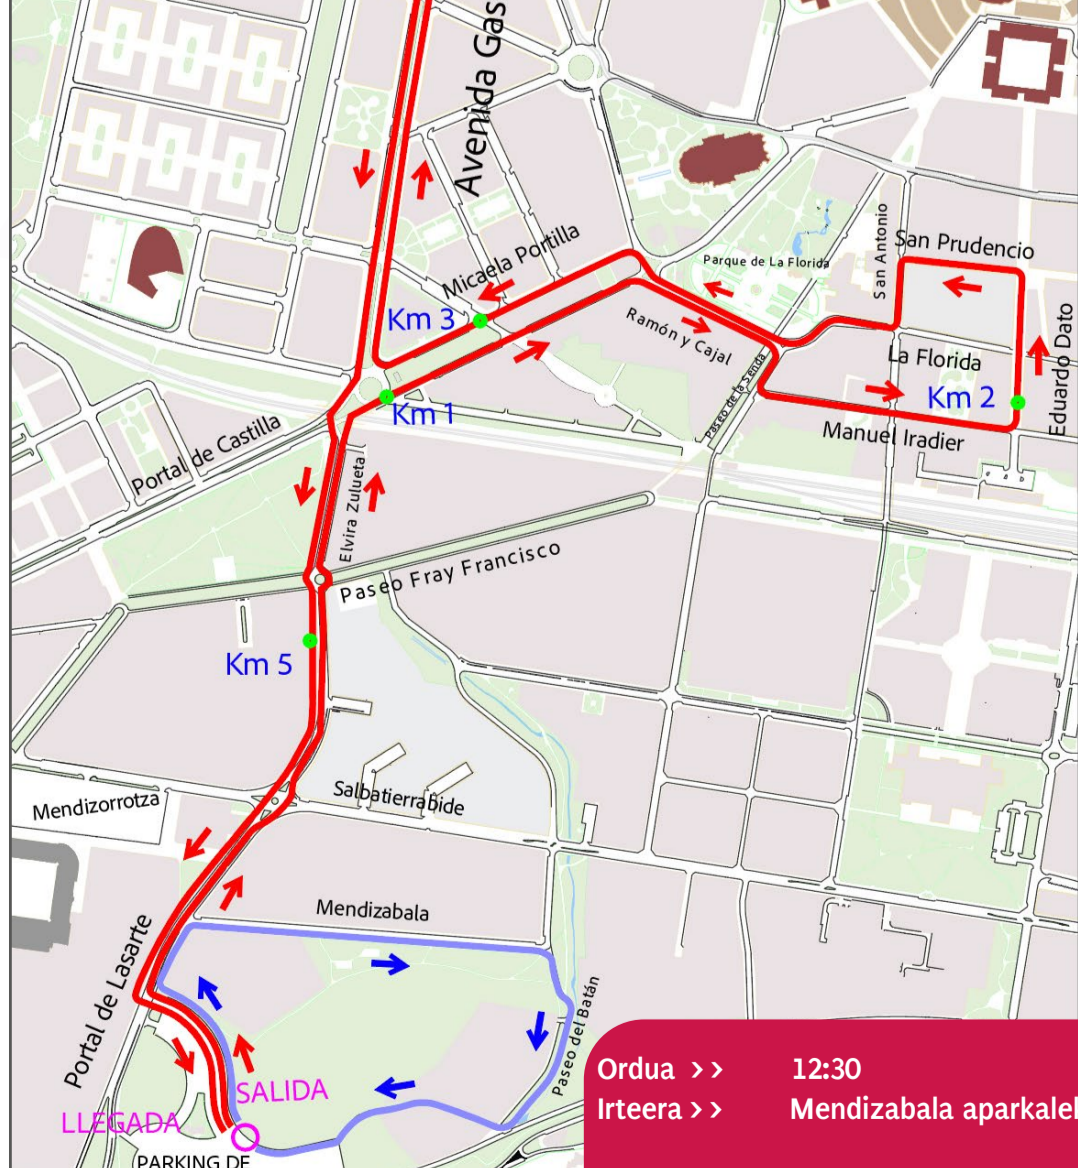 Avenida Gas
San Antonio
San Prudencio
Micaela Portilla
Parque de La Florida
Km 3
Ramón y Cajal
Eduardo Dato
La Florida
Paseo de la Senda
Km 2
Km 1
Portal de Castilla
Manuel Iradier
Elvira Zulueta
Paseo Fray Francisco
Km 5
Mendizorrotza
Salbatierrabide
Mendizabala
Portal de Lasarte
Paseo del Batán
SALIDA
LLEGADA
PARKING DE
Ordua >> 12:30
Irteera >> Mendizabala aparkalek